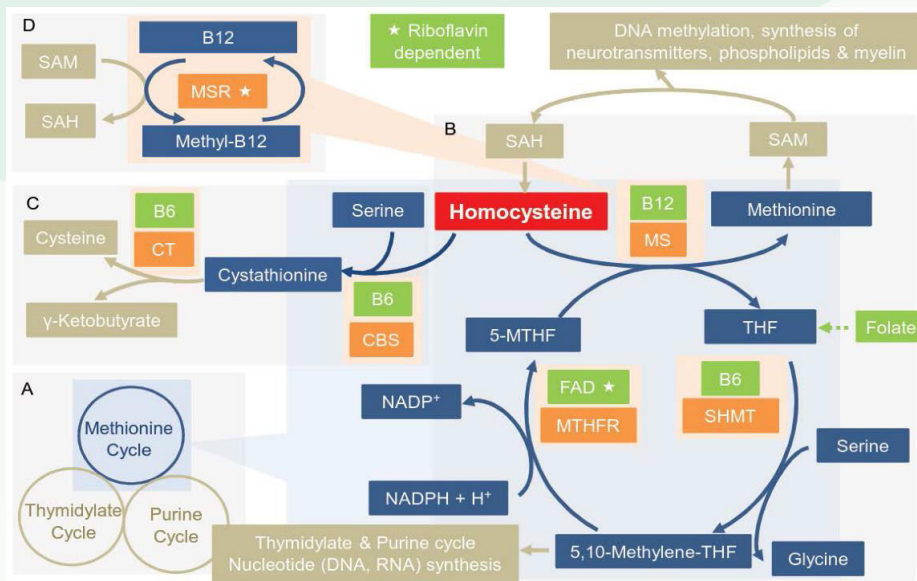 D
B12
★ Riboflavin
dependent
DNA methylation, synthesis of
neurotransmitters, phospholipids & myelin
SAM
MSR ★
SAH
Methyl-B12
B
SAH
SAM
C
B6
Serine
Homocysteine
B12
Methionine
Cysteine
CT
MS
Cystathionine
γ-Ketobutyrate
B6
CBS
5-MTHF
THF
Folate
A
Methionine
Cycle
NADP⁺
FAD ★
B6
MTHFR
SHMT
Serine
Thymidylate
Cycle
Purine
Cycle
NADPH + H⁺
Thymidylate & Purine cycle
Nucleotide (DNA, RNA) synthesis
5,10-Methylene-THF
Glycine